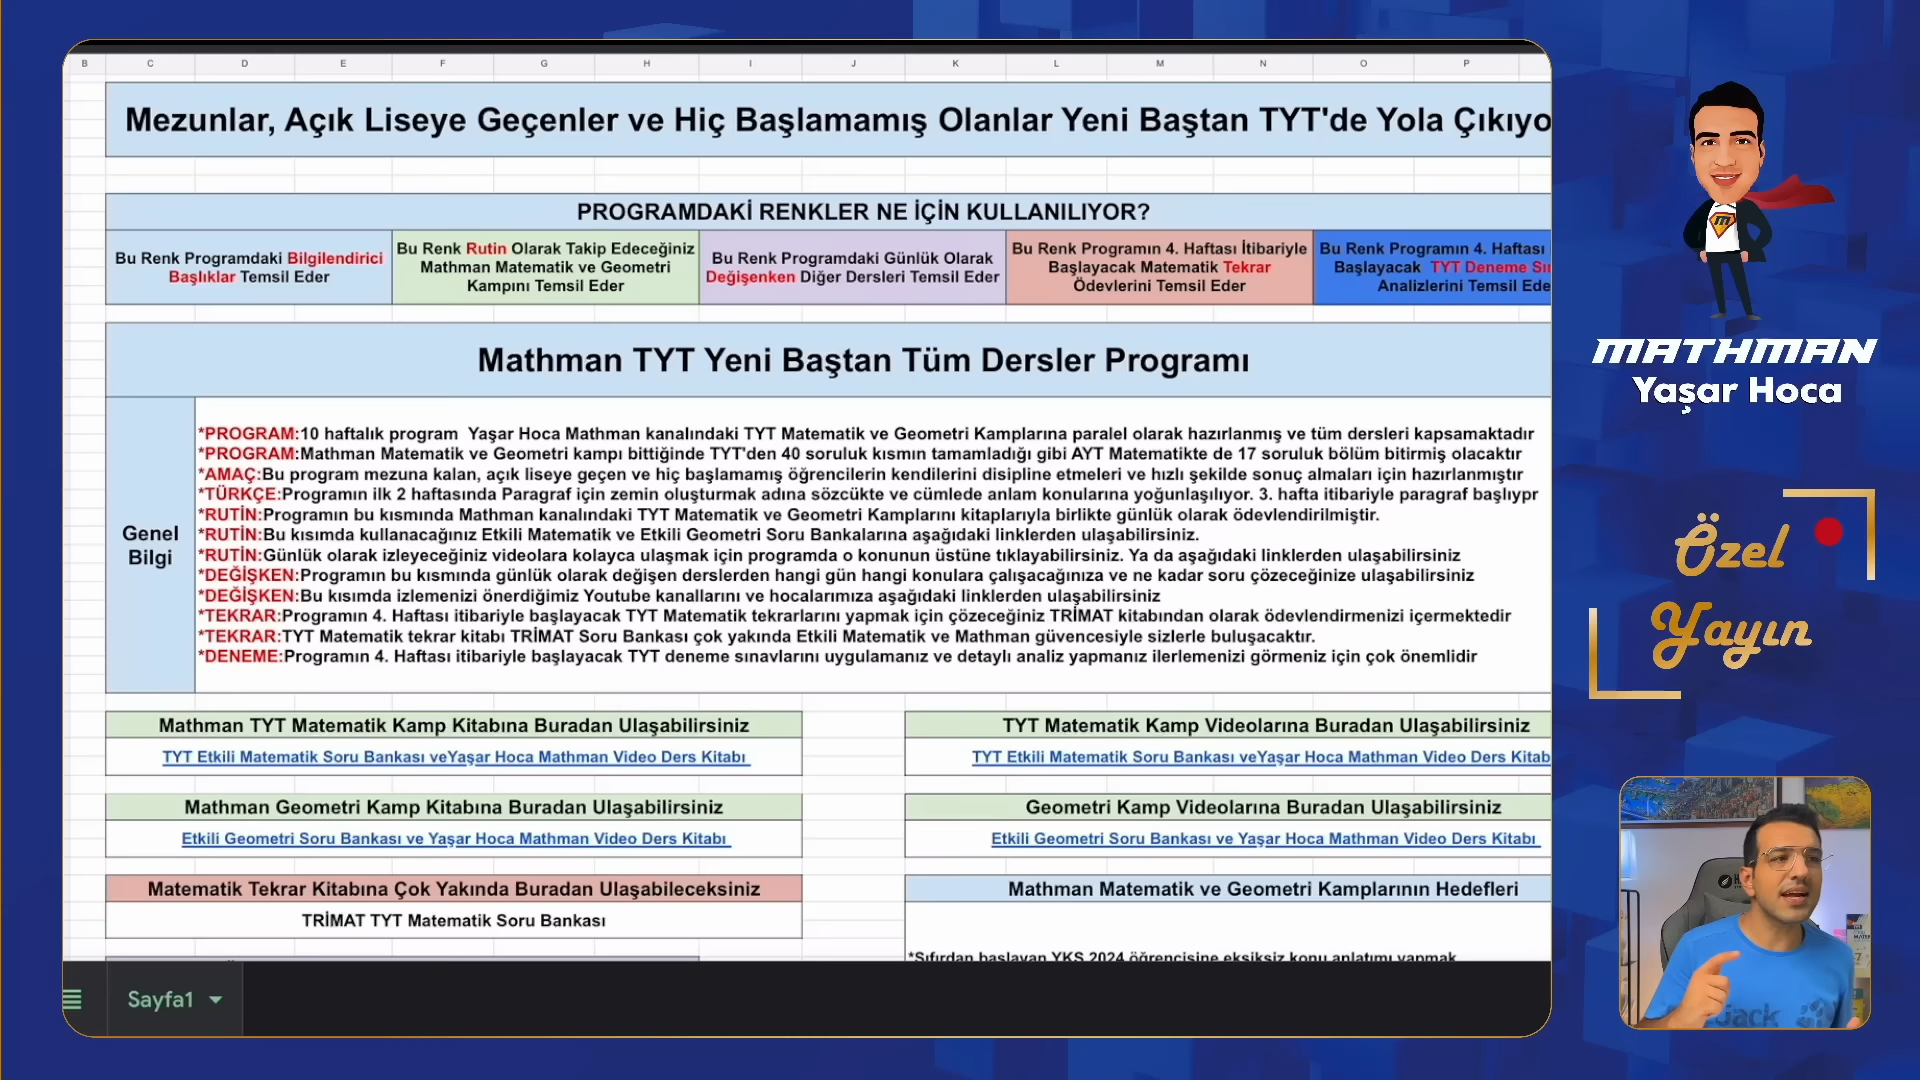 B C D E F G H I J K L M N O P
Mezunlar, Açık Liseye Geçenler ve Hiç Başlamamış Olanlar Yeni Baştan TYT'de Yola Çıkıyo
PROGRAMDAKİ RENKLER NE İÇİN KULLANILIYOR?
Bu Renk Programdaki Bilgilendirici
Başlıklar Temsil Eder
Bu Renk Rutin Olarak Takip Edeceğiniz
Mathman Matematik ve Geometri
Kampını Temsil Eder
Bu Renk Programdaki Günlük Olarak
Değişenken Diğer Dersleri Temsil Eder
Bu Renk Programın 4. Haftası İtibariyle
Başlayacak Matematik Tekrar
Ödevlerini Temsil Eder
Bu Renk Programın 4. Haftası
Başlayacak TYT Deneme Sı
Analizlerini Temsil Ede
Mathman TYT Yeni Baştan Tüm Dersler Programı
Genel
Bilgi
*PROGRAM:10 haftalık program Yaşar Hoca Mathman kanalındaki TYT Matematik ve Geometri Kamplarına paralel olarak hazırlanmış ve tüm dersleri kapsamaktadır
*PROGRAM:Mathman Matematik ve Geometri kampı bittiğinde TYT'den 40 soruluk kısmın tamamladığı gibi AYT Matematikte de 17 soruluk bölüm bitirmiş olacaktır
*AMAÇ:Bu program mezuna kalan, açık liseye geçen ve hiç başlamamış öğrencilerin kendilerini disipline etmeleri ve hızlı şekilde sonuç almaları için hazırlanmıştır
*TÜRKÇE:Programın ilk 2 haftasında Paragraf için zemin oluşturmak adına sözcükte ve cümlede anlam konularına yoğunlaşılıyor. 3. hafta itibariyle paragraf başlıypr
*RUTİN:Programın bu kısmında Mathman kanalındaki TYT Matematik ve Geometri Kamplarını kitaplarıyla birlikte günlük olarak ödevlendirilmiştir.
*RUTİN:Bu kısımda kullanacağınız Etkili Matematik ve Etkili Geometri Soru Bankalarına aşağıdaki linklerden ulaşabilirsiniz.
*RUTİN:Günlük olarak izleyeceğiniz videolara kolayca ulaşmak için programda o konunun üstüne tıklayabilirsiniz. Ya da aşağıdaki linklerden ulaşabilirsiniz
*DEĞİŞKEN:Programın bu kısmında günlük olarak değişen derslerden hangi gün hangi konulara çalışacağınıza ve ne kadar soru çözeceğinize ulaşabilirsiniz
*DEĞİŞKEN:Bu kısımda izlemenizi önerdiğimiz Youtube kanallarını ve hocalarımıza aşağıdaki linklerden ulaşabilirsiniz
*TEKRAR:Programın 4. Haftası itibariyle başlayacak TYT Matematik tekrarlarını yapmak için çözeceğiniz TRİMAT kitabından olarak ödevlendirmenizi içermektedir
*TEKRAR:TYT Matematik tekrar kitabı TRİMAT Soru Bankası çok yakında Etkili Matematik ve Mathman güvencesiyle sizlerle buluşacaktır.
*DENEME:Programın 4. Haftası itibariyle başlayacak TYT deneme sınavlarını uygulamanız ve detaylı analiz yapmanız ilerlemenizi görmeniz için çok önemlidir
Mathman TYT Matematik Kamp Kitabına Buradan Ulaşabilirsiniz
TYT Etkili Matematik Soru Bankası veYaşar Hoca Mathman Video Ders Kitabı
TYT Matematik Kamp Videolarına Buradan Ulaşabilirsiniz
TYT Etkili Matematik Soru Bankası veYaşar Hoca Mathman Video Ders Kitab
Mathman Geometri Kamp Kitabına Buradan Ulaşabilirsiniz
Etkili Geometri Soru Bankası ve Yaşar Hoca Mathman Video Ders Kitabı
Geometri Kamp Videolarına Buradan Ulaşabilirsiniz
Etkili Geometri Soru Bankası ve Yaşar Hoca Mathman Video Ders Kitabı
Matematik Tekrar Kitabına Çok Yakında Buradan Ulaşabileceksiniz
TRİMAT TYT Matematik Soru Bankası
Mathman Matematik ve Geometri Kamplarının Hedefleri
*Sıfırdan başlayan YKS 2024 öğrencisine eksiksiz konu anlatımı yapmak
Sayfa1
MATHMAN
Yaşar Hoca
Özel
Yayın